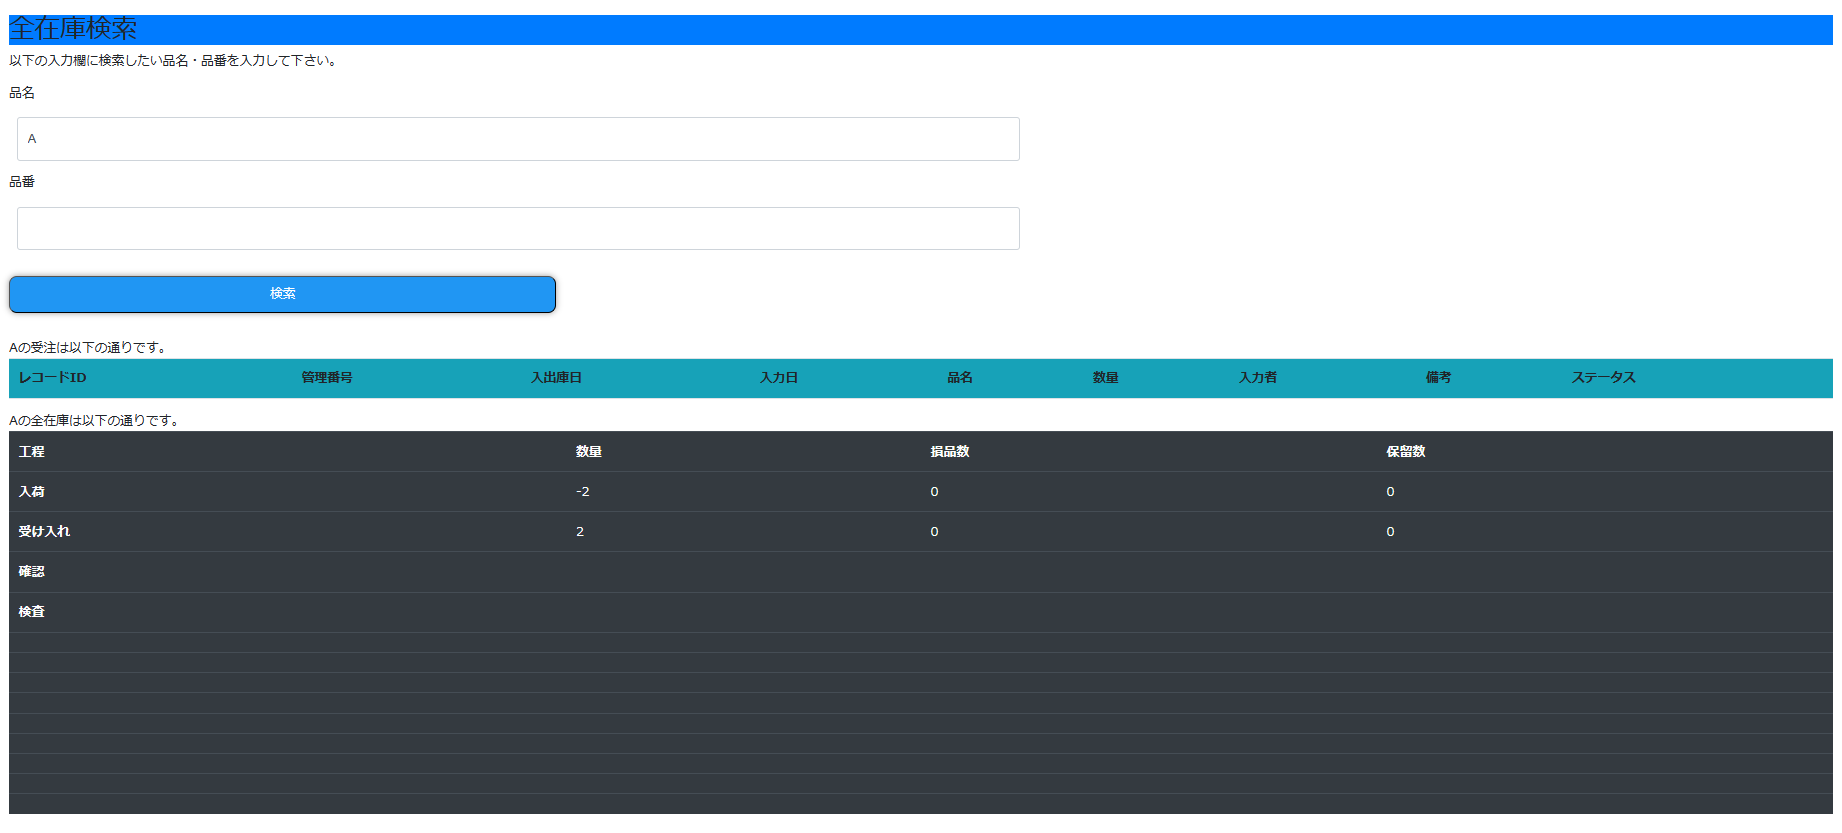 全在庫検索
以下の入力欄に検索したい品名・品番を入力して下さい。
品名
A
品番
検索
Aの受注は以下の通りです。
レコードID 管理番号 入出庫日 入力日 品名 数量 入力者 備考 ステータス
Aの全在庫は以下の通りです。
工程 数量 損品数 保留数
入荷 -2 0 0
受け入れ 2 0 0
確認
検査